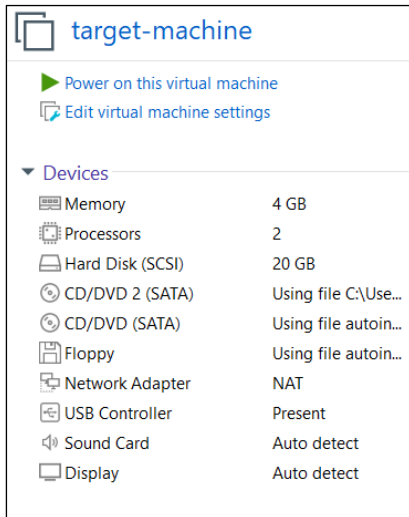 target-machine
Power on this virtual machine
Edit virtual machine settings
Devices
Memory 4 GB
Processors 2
Hard Disk (SCSI) 20 GB
CD/DVD 2 (SATA) Using file C:\Use...
CD/DVD (SATA) Using file autoin...
Floppy Using file autoin...
Network Adapter NAT
USB Controller Present
Sound Card Auto detect
Display Auto detect